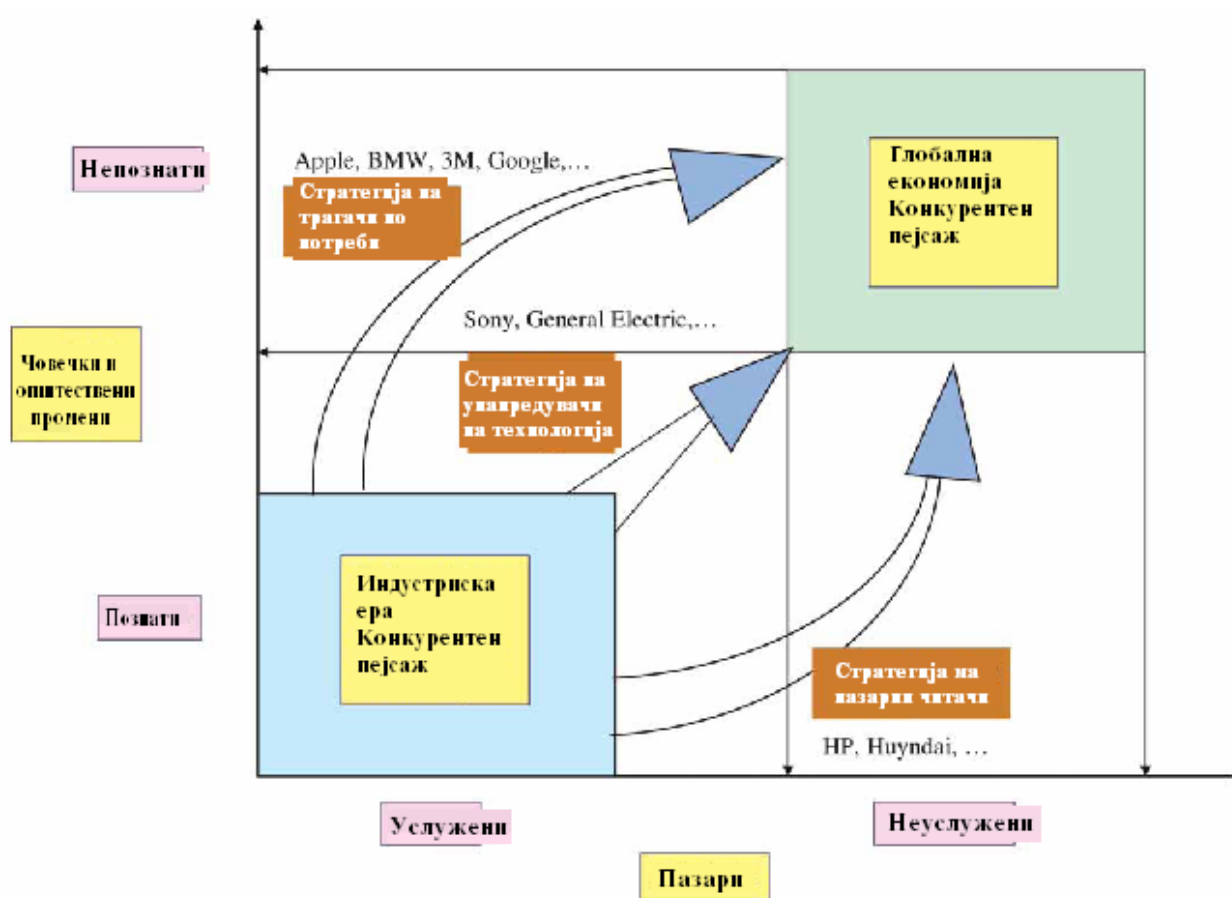 Непознати
Apple, BMW, 3M, Google,…
Стратегија на
трагачи по
потреби
Глобална
економија
Конкурентен
пејсаж
Sony, General Electric,…
Човечки и
општествени
промени
Стратегија на
унапредувачи
на технологија
Индустриска
ера
Конкурентен
пејсаж
Познати
Стратегија на
пазарни читачи
HP, Huyndai, …
Услужени
Неуслужени
Пазари